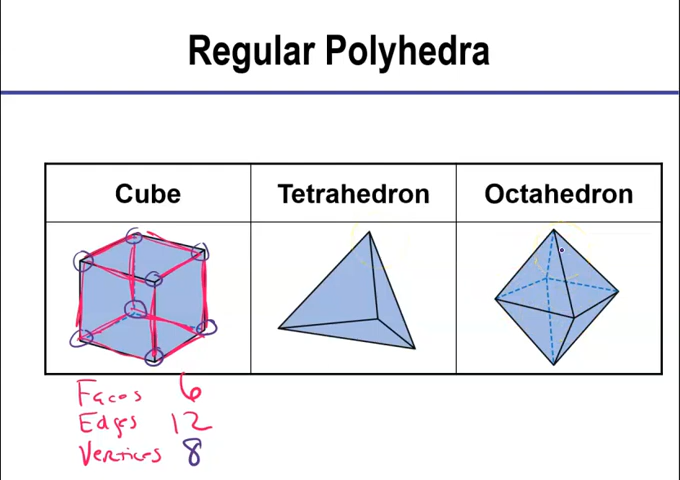 Regular Polyhedra
Cube Tetrahedron Octahedron
Faces 6
Edges 12
Vertices 8